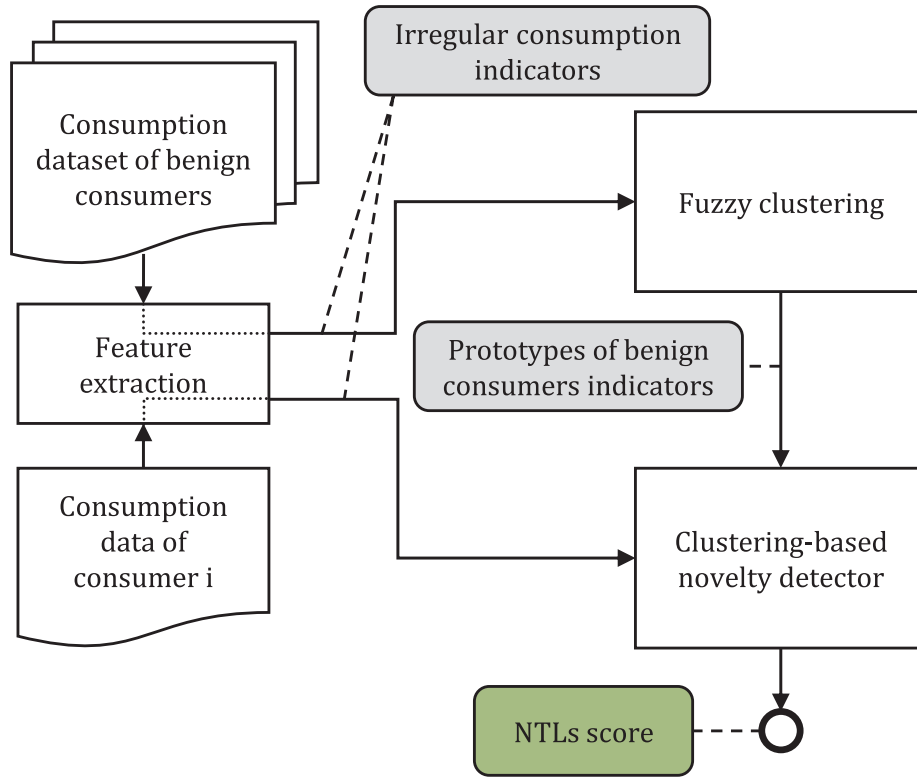 Irregular consumption
indicators
Consumption
dataset of benign
consumers
Fuzzy clustering
Feature
extraction
Prototypes of benign
consumers indicators
Consumption
data of
consumer i
Clustering-based
novelty detector
NTLs score